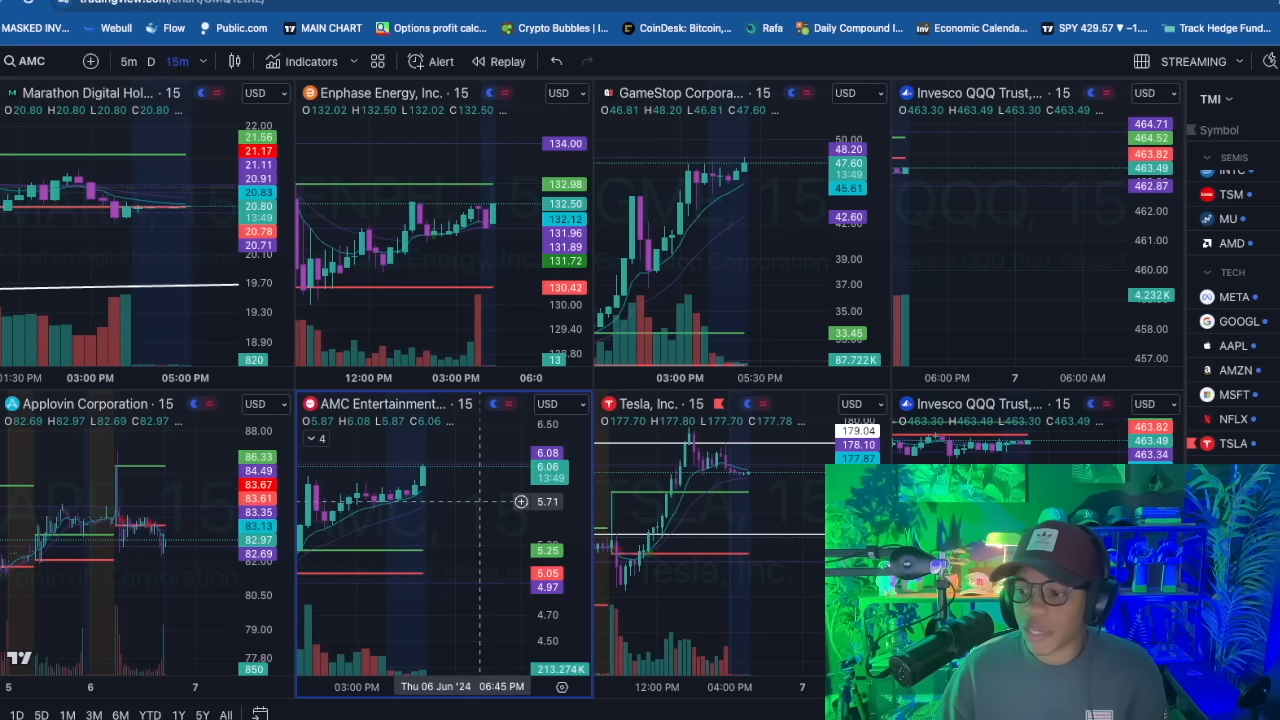 MASKED INV... Webull Flow Public.com MAIN CHART Options profit calc... Crypto Bubbles | I... CoinDesk: Bitcoin,... Rafa Daily Compound I... Economic Calenda... SPY 429.57 ▼ −1.... Track Hedge Fund...
AMC 5m D 15m Indicators Alert Replay STREAMING
Marathon Digital Hol... · 15 USD
O20.80 H20.80 L20.80 C20.80 ...
22.00
21.56
21.17
21.11
20.91
20.83
20.80
13:49
20.78
20.71
19.70
19.30
18.90
820
03:00 PM 05:00 PM
Enphase Energy, Inc. · 15 USD
O132.02 H132.50 L132.02 C132.50 ...
134.00
132.98
132.50
132.12
131.96
131.89
131.72
130.42
130.00
129.40
128.80
13
12:00 PM 03:00 PM 06:0
GameStop Corpora... · 15 USD
O46.81 H48.20 L46.81 C47.60 ...
50.00
48.20
47.60
13:49
45.61
42.60
39.00
37.00
35.00
33.45
87.722K
03:00 PM 05:30 PM
Invesco QQQ Trust,... · 15 USD
O463.30 H463.49 L463.30 C463.49 ...
464.71
464.52
463.82
463.49
462.87
462.00
461.00
460.00
4.232K
458.00
457.00
06:00 PM 7 06:00 AM
TMI
Symbol
SEMIS
INTC
TSM
MU
AMD
TECH
META
GOOGL
AAPL
AMZN
MSFT
NFLX
TSLA
Applovin Corporation · 15 USD
O82.69 H82.97 L82.69 C82.97 ...
88.00
86.33
84.49
83.67
83.61
83.35
83.13
82.97
82.69
82.00
80.50
79.00
77.80
850
5 6 7
AMC Entertainment... · 15 USD
O5.87 H6.08 L5.87 C6.06 ...
4
6.50
6.08
6.06
13:49
5.71
5.25
5.05
4.97
4.70
4.50
213.274K
03:00 PM Thu 06 Jun '24 06:45 PM
Tesla, Inc. · 15 USD
O177.70 H177.80 L177.70 C177.78 ...
180.00
179.04
178.10
177.87
12:00 PM 04:00 PM 7
Invesco QQQ Trust,... · 15 USD
O463.30 H463.49 L463.30 C463.49 ...
463.82
463.49
463.34
1D 5D 1M 3M 6M YTD 1Y 5Y All